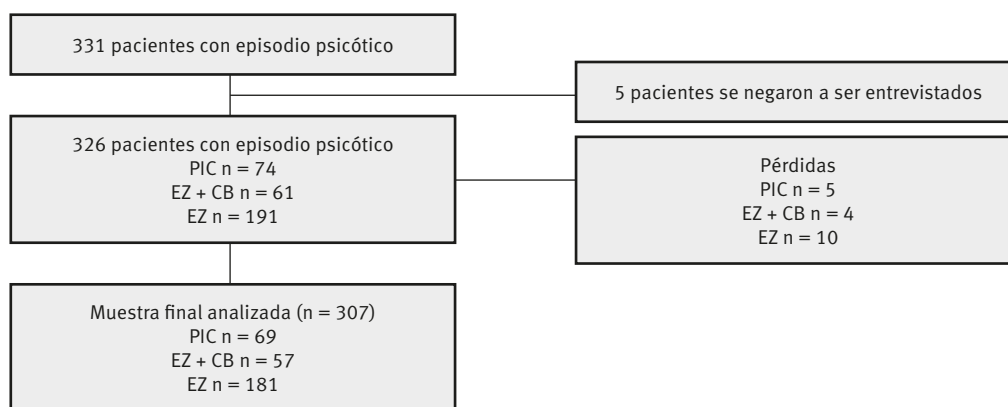 331 pacientes con episodio psicótico
5 pacientes se negaron a ser entrevistados
326 pacientes con episodio psicótico
PIC n = 74
EZ + CB n = 61
EZ n = 191
Pérdidas
PIC n = 5
EZ + CB n = 4
EZ n = 10
Muestra final analizada (n = 307)
PIC n = 69
EZ + CB n = 57
EZ n = 181